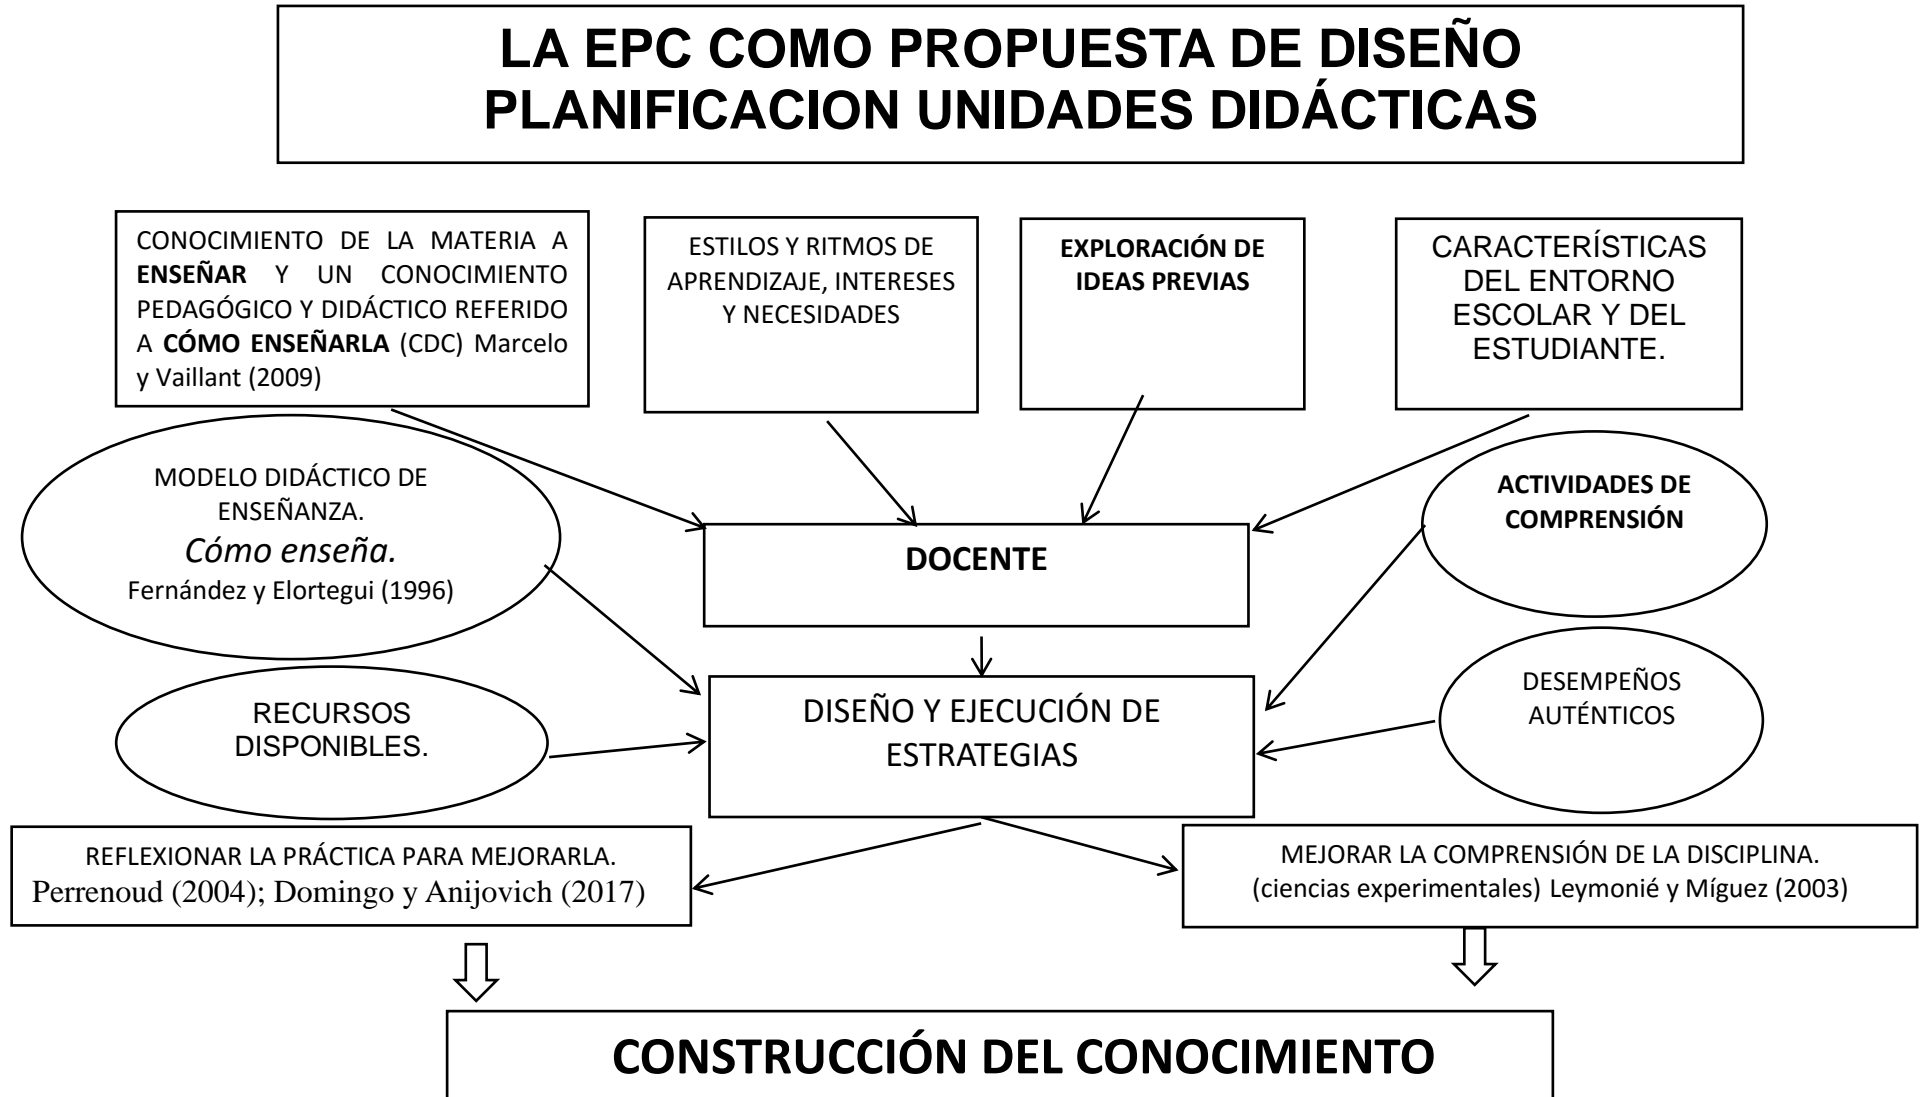 LA EPC COMO PROPUESTA DE DISEÑO
PLANIFICACION UNIDADES DIDÁCTICAS
CONOCIMIENTO DE LA MATERIA A
ENSEÑAR Y UN CONOCIMIENTO
PEDAGÓGICO Y DIDÁCTICO REFERIDO
A CÓMO ENSEÑARLA (CDC) Marcelo
y Vaillant (2009)
ESTILOS Y RITMOS DE
APRENDIZAJE, INTERESES
Y NECESIDADES
EXPLORACIÓN DE
IDEAS PREVIAS
CARACTERÍSTICAS
DEL ENTORNO
ESCOLAR Y DEL
ESTUDIANTE.
MODELO DIDÁCTICO DE
ENSEÑANZA.
Cómo enseña.
Fernández y Elortegui (1996)
DOCENTE
ACTIVIDADES DE
COMPRENSIÓN
RECURSOS
DISPONIBLES.
DISEÑO Y EJECUCIÓN DE
ESTRATEGIAS
DESEMPEÑOS
AUTÉNTICOS
REFLEXIONAR LA PRÁCTICA PARA MEJORARLA.
Perrenoud (2004); Domingo y Anijovich (2017)
MEJORAR LA COMPRENSIÓN DE LA DISCIPLINA.
(ciencias experimentales) Leymonié y Míguez (2003)
CONSTRUCCIÓN DEL CONOCIMIENTO